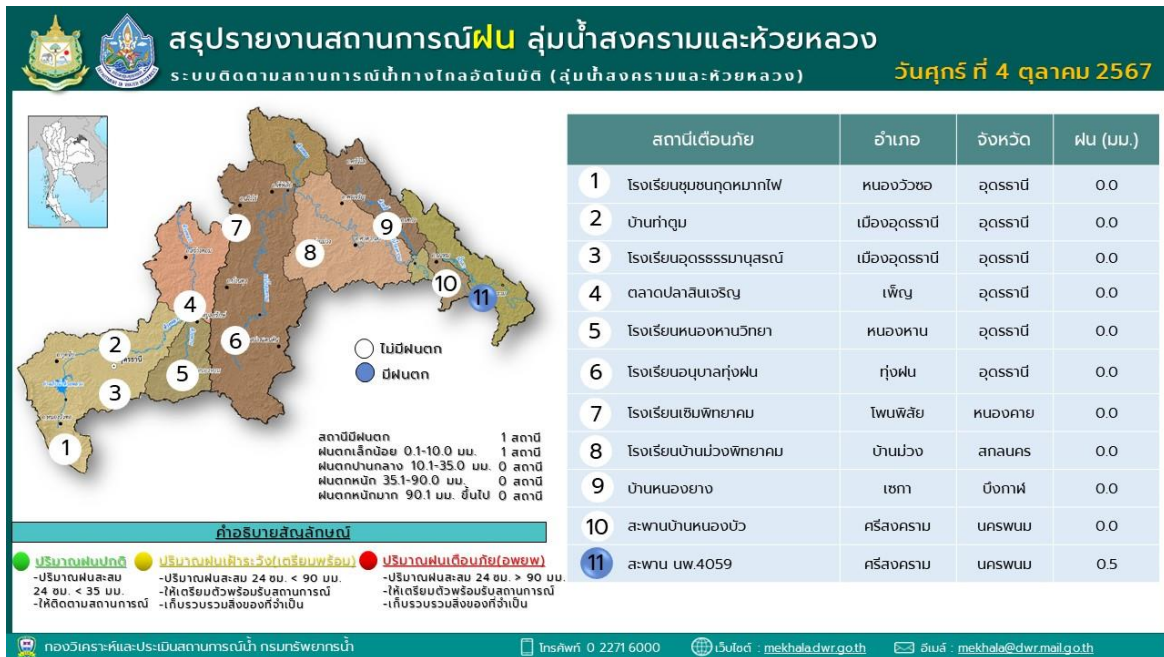 สรุปรายงานสถานการณ์ฝน ลุ่มน้ำสงครามและห้วยหลวง
ระบบติดตามสถานการณ์น้ำทางไกลอัตโนมัติ (ลุ่มน้ำสงครามและห้วยหลวง)
วันศุกร์ ที่ 4 ตุลาคม 2567
7
9
8
10
11
4
2
6
5
3
1
ไม่มีฝนตก
มีฝนตก
สถานีมีฝนตก 1 สถานี
ฝนตกเล็กน้อย 0.1-10.0 มม. 1 สถานี
ฝนตกปานกลาง 10.1-35.0 มม. 0 สถานี
ฝนตกหนัก 35.1-90.0 มม. 0 สถานี
ฝนตกหนักมาก 90.1 มม. ขึ้นไป 0 สถานี
คำอธิบายสัญลักษณ์
ปริมาณฝนปกติ
-ปริมาณฝนสะสม
24 ชม. < 35 มม.
-ให้ติดตามสถานการณ์
ปริมาณฝนเฝ้าระวัง(เตรียมพร้อม)
-ปริมาณฝนสะสม 24 ชม. < 90 มม.
-ให้เตรียมตัวพร้อมรับสถานการณ์
-เก็บรวบรวมสิ่งของที่จำเป็น
ปริมาณฝนเตือนภัย(อพยพ)
-ปริมาณฝนสะสม 24 ชม. > 90 มม.
-ให้เตรียมตัวพร้อมรับสถานการณ์
-เก็บรวบรวมสิ่งของที่จำเป็น
สถานีเตือนภัย อำเภอ จังหวัด ฝน (มม.)
1 โรงเรียนชุมชนกุดหมากไฟ หนองวัวซอ อุดรธานี 0.0
2 บ้านท่าตูม เมืองอุดรธานี อุดรธานี 0.0
3 โรงเรียนอุดรธรรมานุสรณ์ เมืองอุดรธานี อุดรธานี 0.0
4 ตลาดปลาสินเจริญ เพ็ญ อุดรธานี 0.0
5 โรงเรียนหนองหานวิทยา หนองหาน อุดรธานี 0.0
6 โรงเรียนอนุบาลทุ่งฝน ทุ่งฝน อุดรธานี 0.0
7 โรงเรียนเซิมพิทยาคม โพนพิสัย หนองคาย 0.0
8 โรงเรียนบ้านม่วงพิทยาคม บ้านม่วง สกลนคร 0.0
9 บ้านหนองยาง เซกา บึงกาฬ 0.0
10 สะพานบ้านหนองบัว ศรีสงคราม นครพนม 0.0
11 สะพาน นพ.4059 ศรีสงคราม นครพนม 0.5
กองวิเคราะห์และประเมินสถานการณ์น้ำ กรมทรัพยากรน้ำ โทรศัพท์ 0 2271 6000 เว็บไซต์ : mekhala.dwr.go.th อีเมล์ : mekhala@dwr.mail.go.th